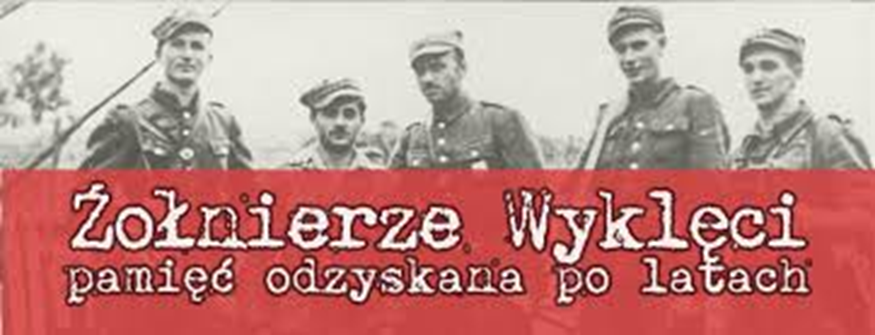 Żołnierze Wyklęci
pamięć odzyskana po latach